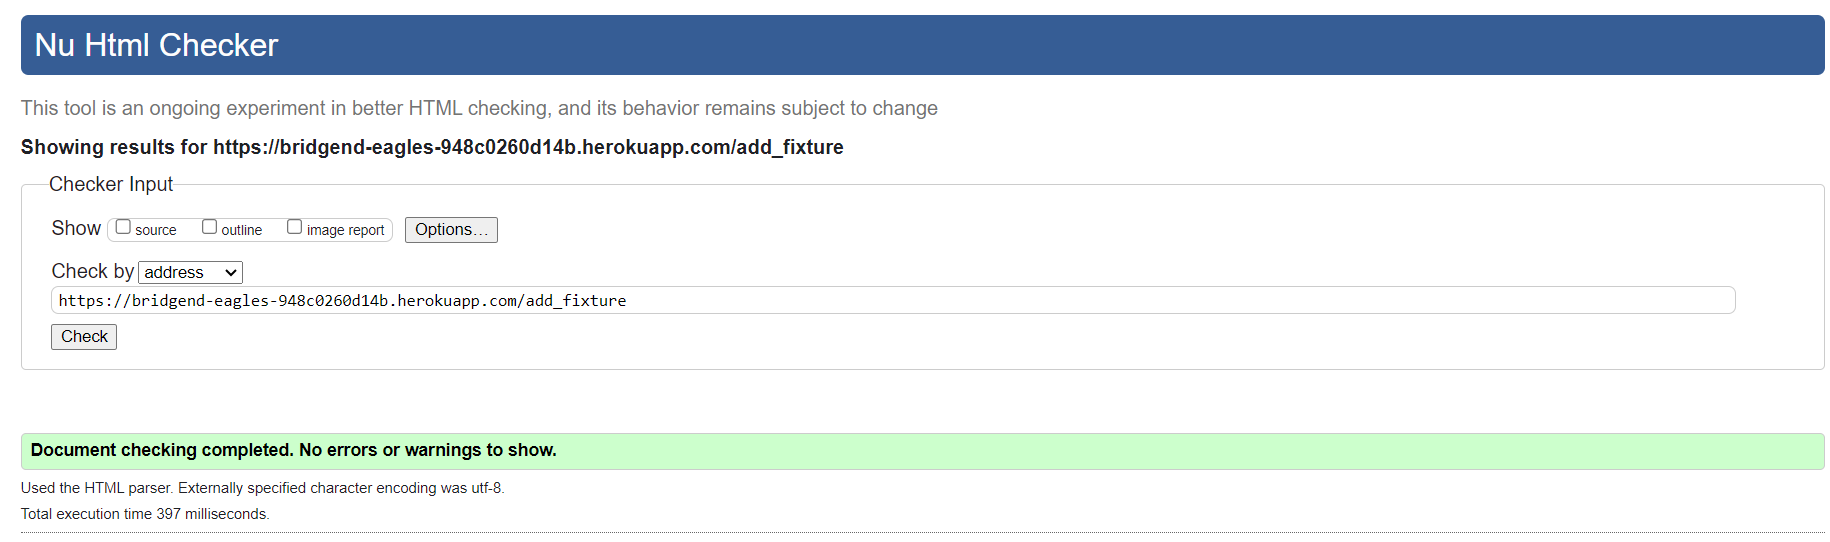 Nu Html Checker
This tool is an ongoing experiment in better HTML checking, and its behavior remains subject to change
Showing results for https://bridgend-eagles-948c0260d14b.herokuapp.com/add_fixture
Checker Input
Show source outline image report Options...
Check by address
https://bridgend-eagles-948c0260d14b.herokuapp.com/add_fixture
Check
Document checking completed. No errors or warnings to show.
Used the HTML parser. Externally specified character encoding was utf-8.
Total execution time 397 milliseconds.